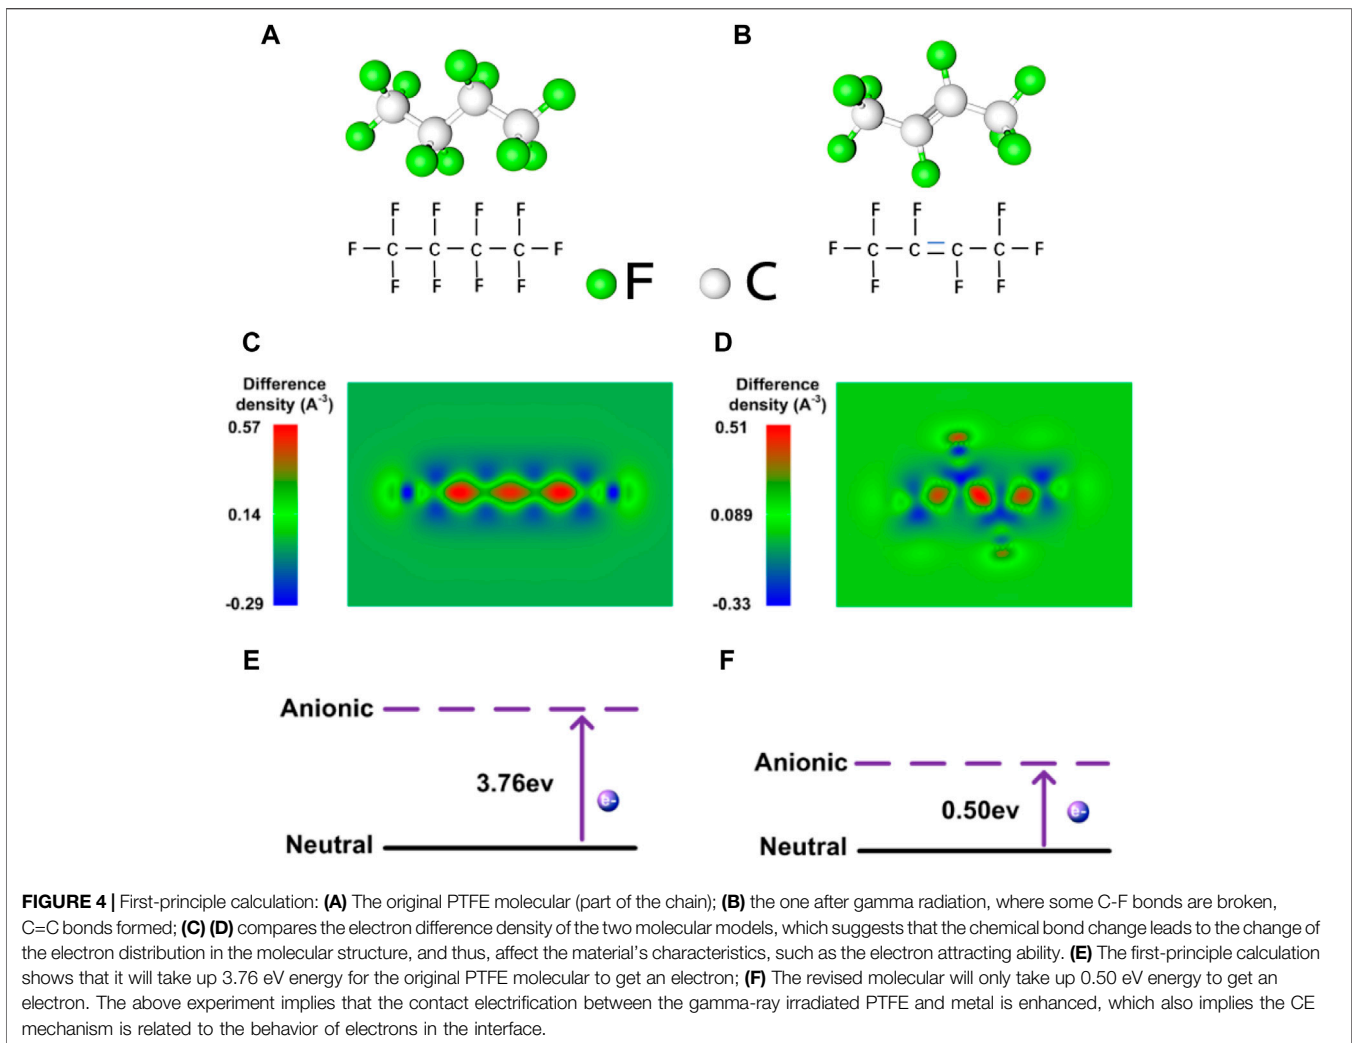 A
B
F F F F
F — C — C — C — C — F
F F F F
F F F
F — C — C = C — C — F
F F F
F C
C
D
Difference
density (A⁻³)
0.57
0.14
-0.29
Difference
density (A⁻³)
0.51
0.089
-0.33
E
F
Anionic
3.76ev
e-
Neutral
Anionic
0.50ev
e-
Neutral
FIGURE 4 | First-principle calculation: (A) The original PTFE molecular (part of the chain); (B) the one after gamma radiation, where some C-F bonds are broken,
C=C bonds formed; (C) (D) compares the electron difference density of the two molecular models, which suggests that the chemical bond change leads to the change of
the electron distribution in the molecular structure, and thus, affect the material's characteristics, such as the electron attracting ability. (E) The first-principle calculation
shows that it will take up 3.76 eV energy for the original PTFE molecular to get an electron; (F) The revised molecular will only take up 0.50 eV energy to get an
electron. The above experiment implies that the contact electrification between the gamma-ray irradiated PTFE and metal is enhanced, which also implies the CE
mechanism is related to the behavior of electrons in the interface.